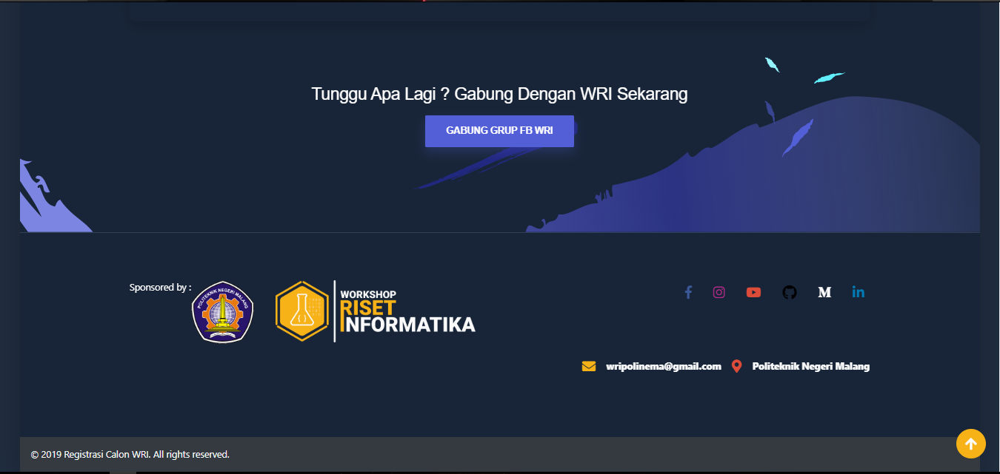 Tunggu Apa Lagi ? Gabung Dengan WRI Sekarang
GABUNG GRUP FB WRI
Sponsored by :
POLITEKNIK NEGERI MALANG
WORKSHOP
RISET
INFORMATIKA
wripolinema@gmail.com
Politeknik Negeri Malang
© 2019 Registrasi Calon WRI. All rights reserved.